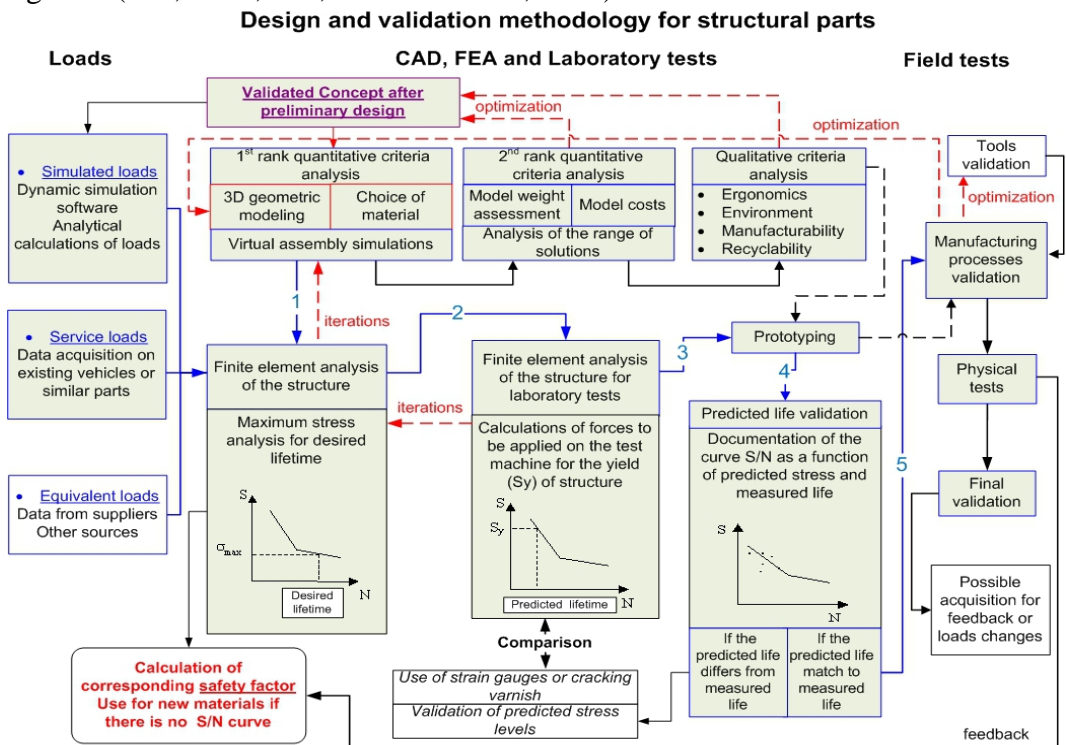 Design and validation methodology for structural parts
Loads
CAD, FEA and Laboratory tests
Field tests
Validated Concept after
preliminary design
optimization
optimization
optimization
Simulated loads
Dynamic simulation
software
Analytical
calculations of loads
1st rank quantitative criteria
analysis
3D geometric
modeling
Choice of
material
Virtual assembly simulations
2nd rank quantitative
criteria analysis
Model weight
assessment
Model costs
Analysis of the range of
solutions
Qualitative criteria
analysis
• Ergonomics
• Environment
• Manufacturability
• Recyclability
Tools
validation
Manufacturing
processes
validation
1
iterations
2
3
Prototyping
4
5
• Service loads
Data acquisition on
existing vehicles or
similar parts
Finite element analysis
of the structure
Maximum stress
analysis for desired
lifetime
S
σmax
N
Desired
lifetime
iterations
Finite element analysis
of the structure for
laboratory tests
Calculations of forces to
be applied on the test
machine for the yield
(Sy) of structure
S
Sy
N
Predicted lifetime
Predicted life validation
Documentation of the
curve S/N as a function
of predicted stress and
measured life
S
N
If the
predicted life
differs from
measured
life
If the
predicted life
match to
measured
life
Physical
tests
Final
validation
Possible
acquisition for
feedback or
loads changes
• Equivalent loads
Data from suppliers
Other sources
Calculation of
corresponding safety factor
Use for new materials if
there is no S/N curve
Comparison
Use of strain gauges or cracking
varnish
Validation of predicted stress
levels
feedback